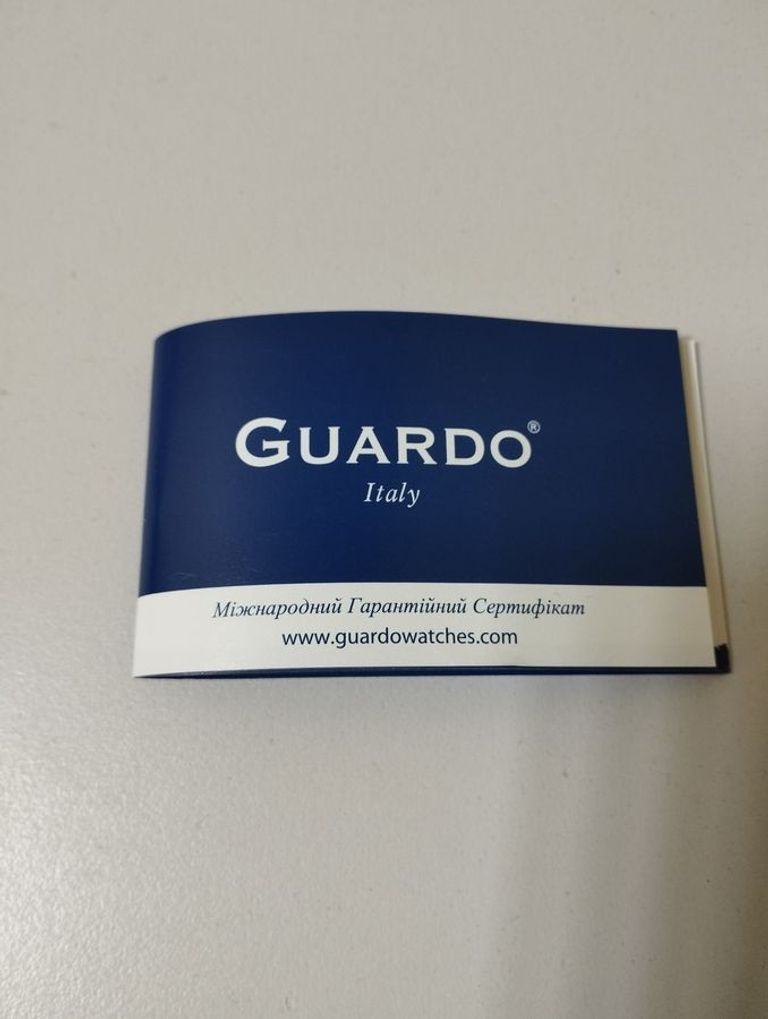 GUARDO®
Italy
Міжнародний Гарантійний Сертифікат
www.guardowatches.com